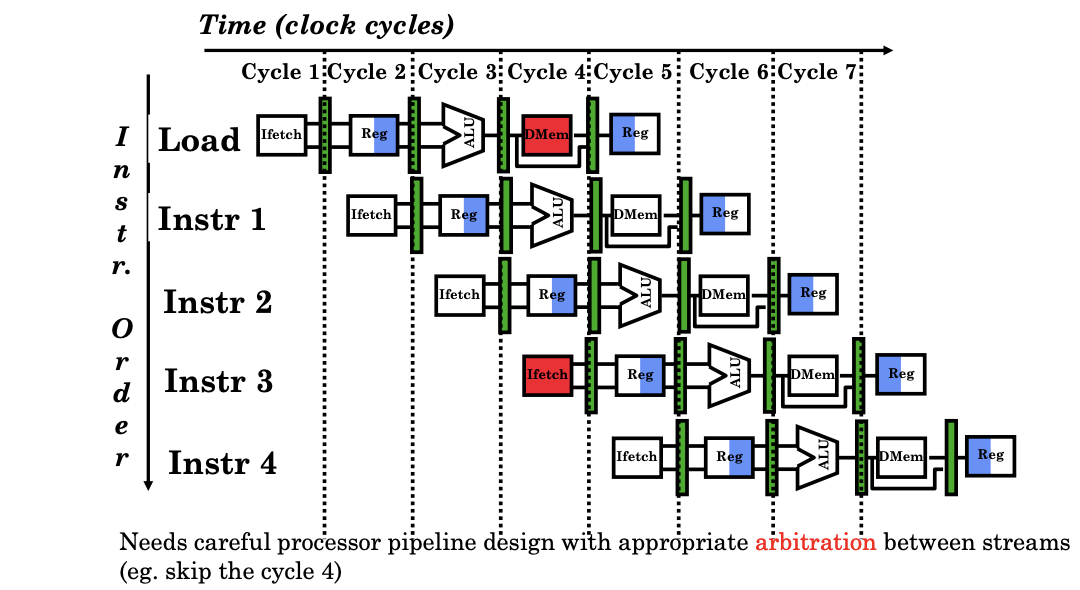 Time (clock cycles)
Cycle 1 Cycle 2 Cycle 3 Cycle 4 Cycle 5 Cycle 6 Cycle 7
Instr. Order
Load Ifetch Reg ALU DMem Reg
Instr 1 Ifetch Reg ALU DMem Reg
Instr 2 Ifetch Reg ALU DMem Reg
Instr 3 Ifetch Reg ALU DMem Reg
Instr 4 Ifetch Reg ALU DMem Reg
Needs careful processor pipeline design with appropriate arbitration between streams
(eg. skip the cycle 4)